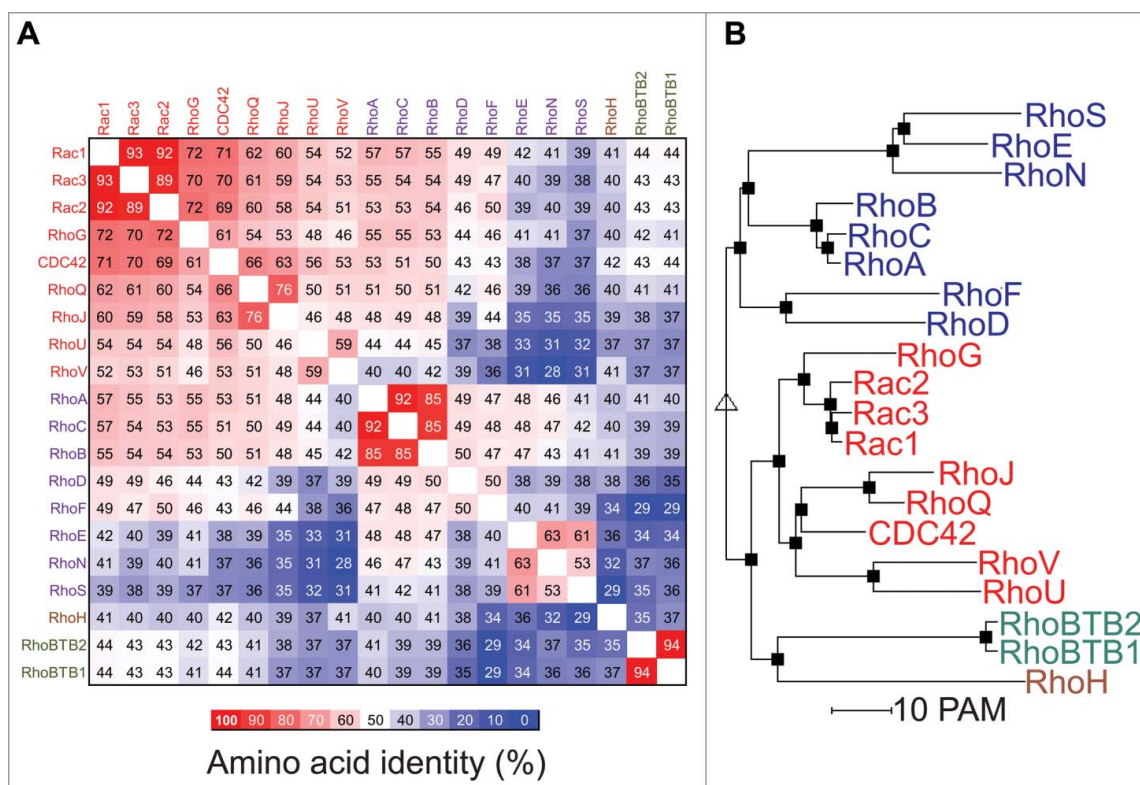 A
Rac1 Rac3 Rac2 RhoG CDC42 RhoQ RhoJ RhoU RhoV RhoA RhoC RhoB RhoD RhoF RhoE RhoN RhoS RhoH RhoBTB2 RhoBTB1
Rac1 93 92 72 71 62 60 54 52 57 57 55 49 49 42 41 39 41 44 44
Rac3 93 89 70 70 61 59 54 53 55 54 54 49 47 40 39 38 40 43 43
Rac2 92 89 72 69 60 58 54 51 53 53 54 46 50 39 40 39 40 43 43
RhoG 72 70 72 61 54 53 48 46 55 55 53 44 46 41 41 37 40 42 41
CDC42 71 70 69 61 66 63 56 53 53 51 50 43 43 38 37 37 42 43 44
RhoQ 62 61 60 54 66 76 50 51 51 50 51 42 46 39 36 36 40 41 41
RhoJ 60 59 58 53 63 76 46 48 48 49 48 39 44 35 35 35 39 38 37
RhoU 54 54 54 48 56 50 46 59 44 44 45 37 38 33 31 32 37 37 37
RhoV 52 53 51 46 53 51 48 59 40 40 42 39 36 31 28 31 41 37 37
RhoA 57 55 53 55 53 51 48 44 40 92 85 49 47 48 46 41 40 41 40
RhoC 57 54 53 55 51 50 49 44 40 92 85 49 48 48 47 42 40 39 39
RhoB 55 54 54 53 50 51 48 45 42 85 85 50 47 47 43 41 41 39 39
RhoD 49 49 46 44 43 42 39 37 39 49 49 50 50 38 39 38 38 36 35
RhoF 49 47 50 46 43 46 44 38 36 47 48 47 50 40 41 39 34 29 29
RhoE 42 40 39 41 38 39 35 33 31 48 48 47 38 40 63 61 36 34 34
RhoN 41 39 40 41 37 36 35 31 28 46 47 43 39 41 63 53 32 37 36
RhoS 39 38 39 37 37 36 35 32 31 41 42 41 38 39 61 53 29 35 36
RhoH 41 40 40 40 42 40 39 37 41 40 40 41 38 34 36 32 29 35 37
RhoBTB2 44 43 43 42 43 41 38 37 37 41 39 39 36 29 34 37 35 35 94
RhoBTB1 44 43 43 41 44 41 37 37 37 40 39 39 35 29 34 36 36 37 94
100 90 80 70 60 50 40 30 20 10 0
Amino acid identity (%)
B
RhoS
RhoE
RhoN
RhoB
RhoC
RhoA
RhoF
RhoD
RhoG
Rac2
Rac3
Rac1
RhoJ
RhoQ
CDC42
RhoV
RhoU
RhoBTB2
RhoBTB1
RhoH
10 PAM